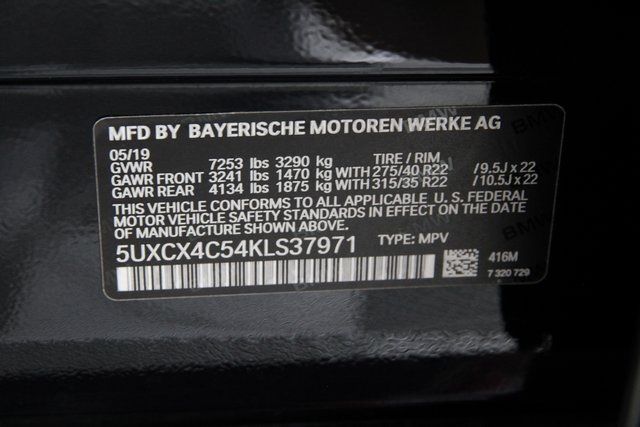 MFD BY BAYERISCHE MOTOREN WERKE AG
05/19
GVWR 7253 lbs 3290 kg TIRE / RIM
GAWR FRONT 3241 lbs 1470 kg WITH 275/40 R22 /9.5J x 22
GAWR REAR 4134 lbs 1875 kg WITH 315/35 R22 /10.5J x 22
THIS VEHICLE CONFORMS TO ALL APPLICABLE U. S. FEDERAL
MOTOR VEHICLE SAFETY STANDARDS IN EFFECT
ON THE DATE OF MANUFACTURE SHOWN ABOVE.
5UXCX4C54KLS37971 TYPE: MPV
416M
7 320 729